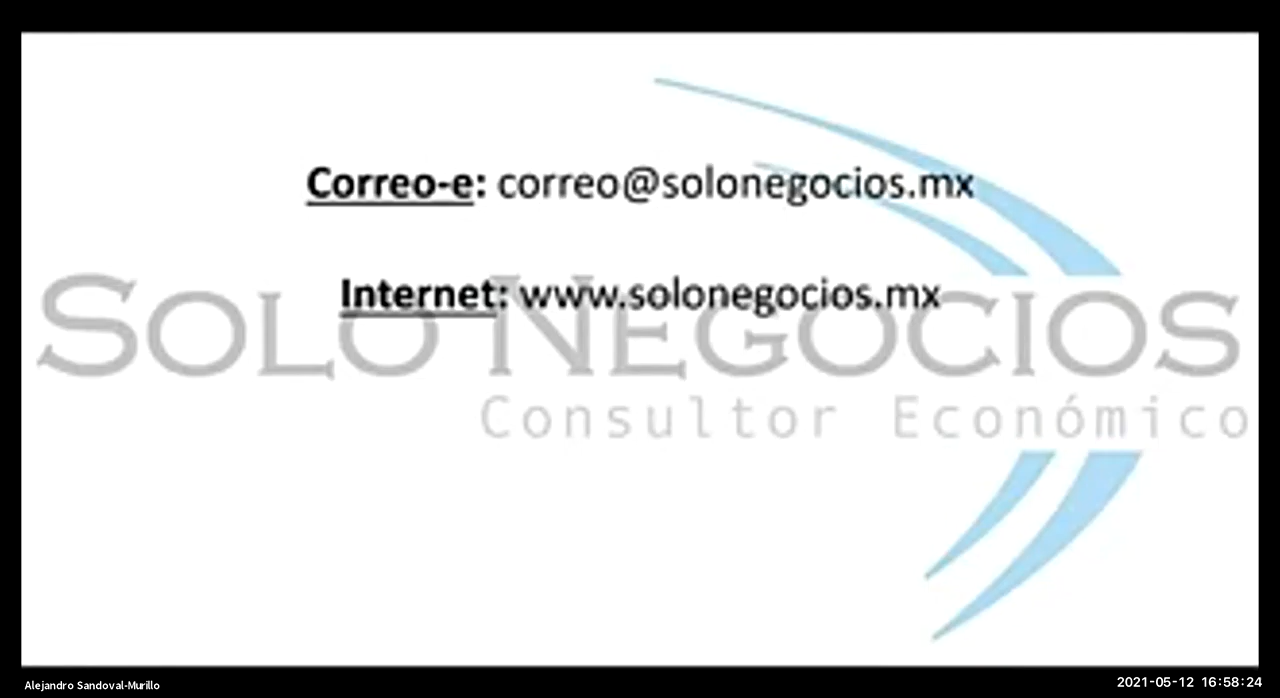 Correo-e: correo@solonegocios.mx
Internet: www.solonegocios.mx
SOLO NEGOCIOS
Consultor Económico
Alejandro Sandoval-Murillo
2021-05-12 16:58:24